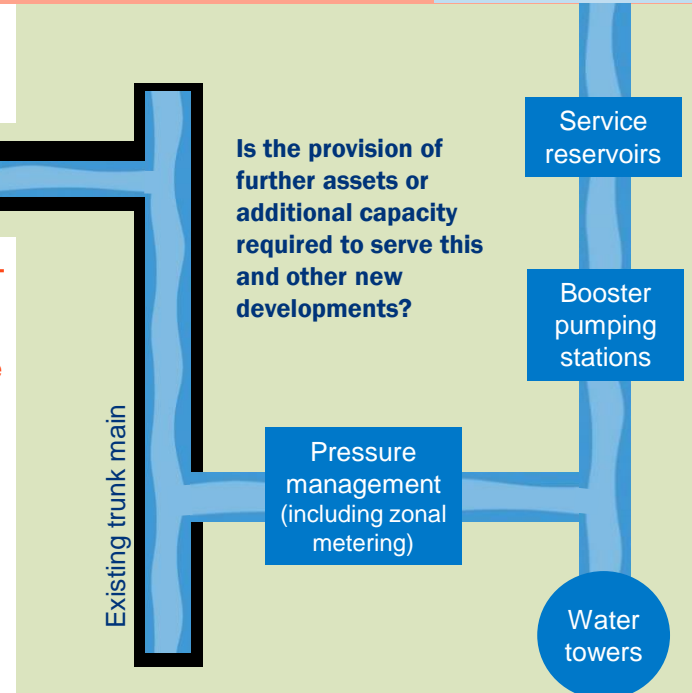 Is the provision of
further assets or
additional capacity
required to serve this
and other new
developments?
Service
reservoirs
Booster
pumping
stations
Existing trunk main
Pressure
management
(including zonal
metering)
Water
towers